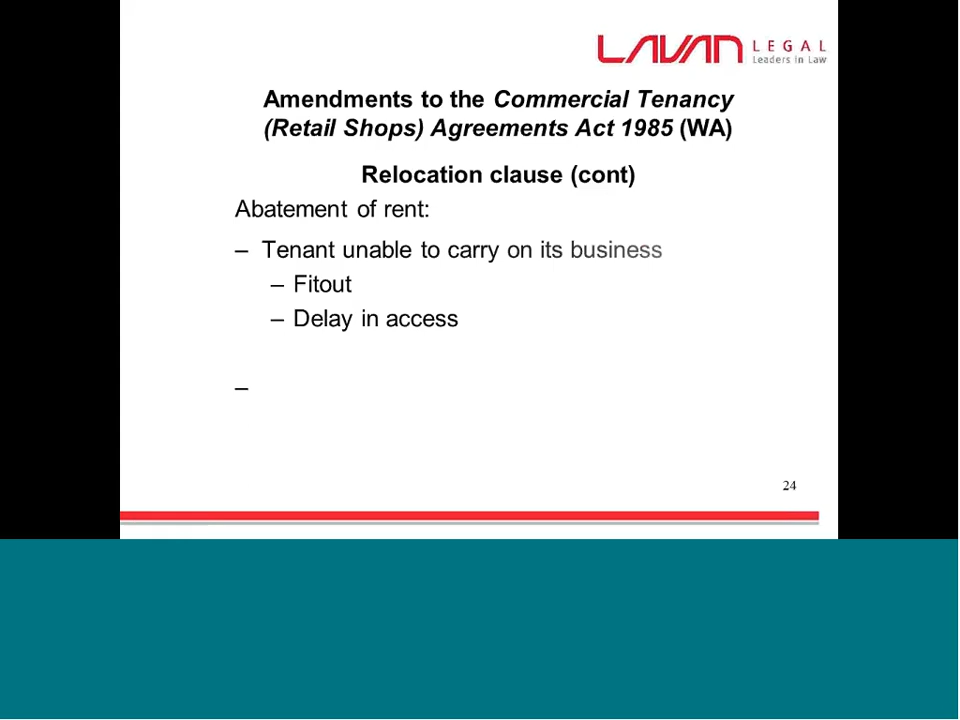 LAVAN LEGAL
Leaders in Law
Amendments to the Commercial Tenancy
(Retail Shops) Agreements Act 1985 (WA)
Relocation clause (cont)
Abatement of rent:
– Tenant unable to carry on its business
– Fitout
– Delay in access
–
24